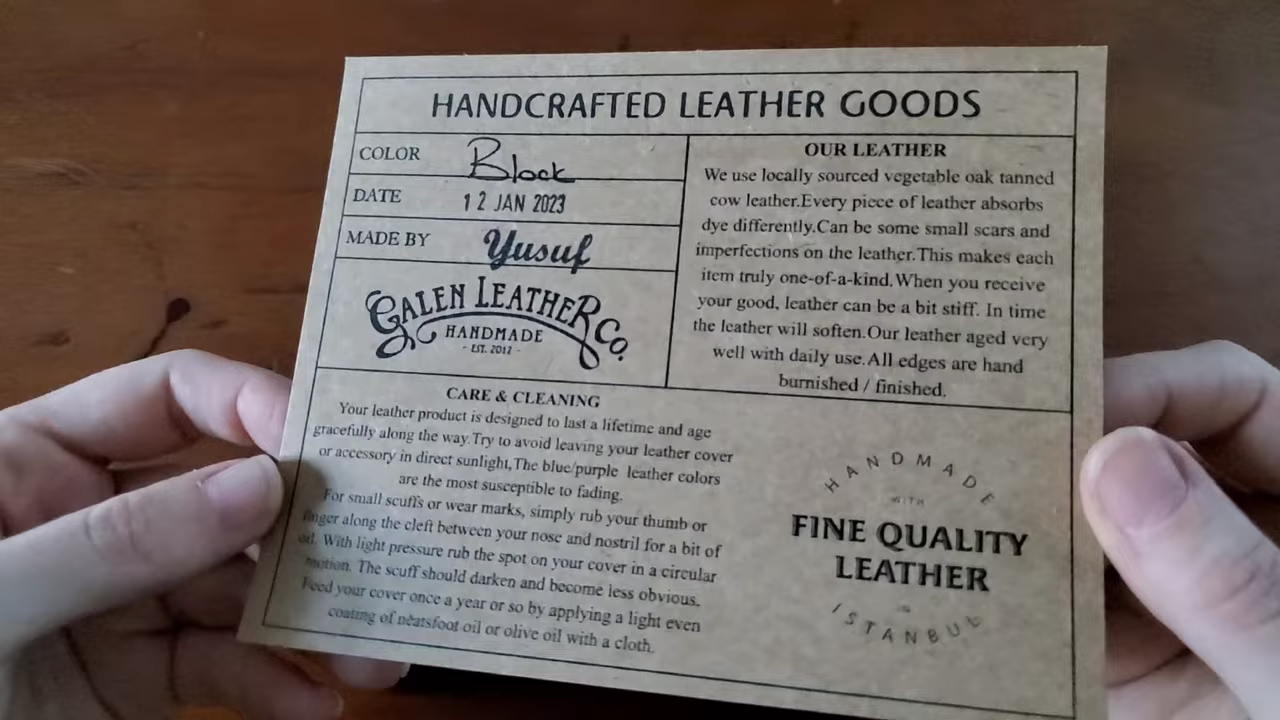 HANDCRAFTED LEATHER GOODS
COLOR Black
DATE 12 JAN 2023
MADE BY Yusuf
GALEN LEATHER CO.
HANDMADE
- EST. 2012 -
OUR LEATHER
We use locally sourced vegetable oak tanned
cow leather.Every piece of leather absorbs
dye differently.Can be some small scars and
imperfections on the leather.This makes each
item truly one-of-a-kind.When you receive
your good, leather can be a bit stiff. In time
the leather will soften.Our leather aged very
well with daily use.All edges are hand
burnished / finished.
CARE & CLEANING
Your leather product is designed to last a lifetime and age
gracefully along the way.Try to avoid leaving your leather cover
or accessory in direct sunlight,The blue/purple leather colors
are the most susceptible to fading.
For small scuffs or wear marks, simply rub your thumb or
finger along the cleft between your nose and nostril for a bit of
oil. With light pressure rub the spot on your cover in a circular
motion. The scuff should darken and become less obvious.
Feed your cover once a year or so by applying a light even
coating of neatsfoot oil or olive oil with a cloth.
HANDMADE
WITH
FINE QUALITY
LEATHER
IN
ISTANBUL